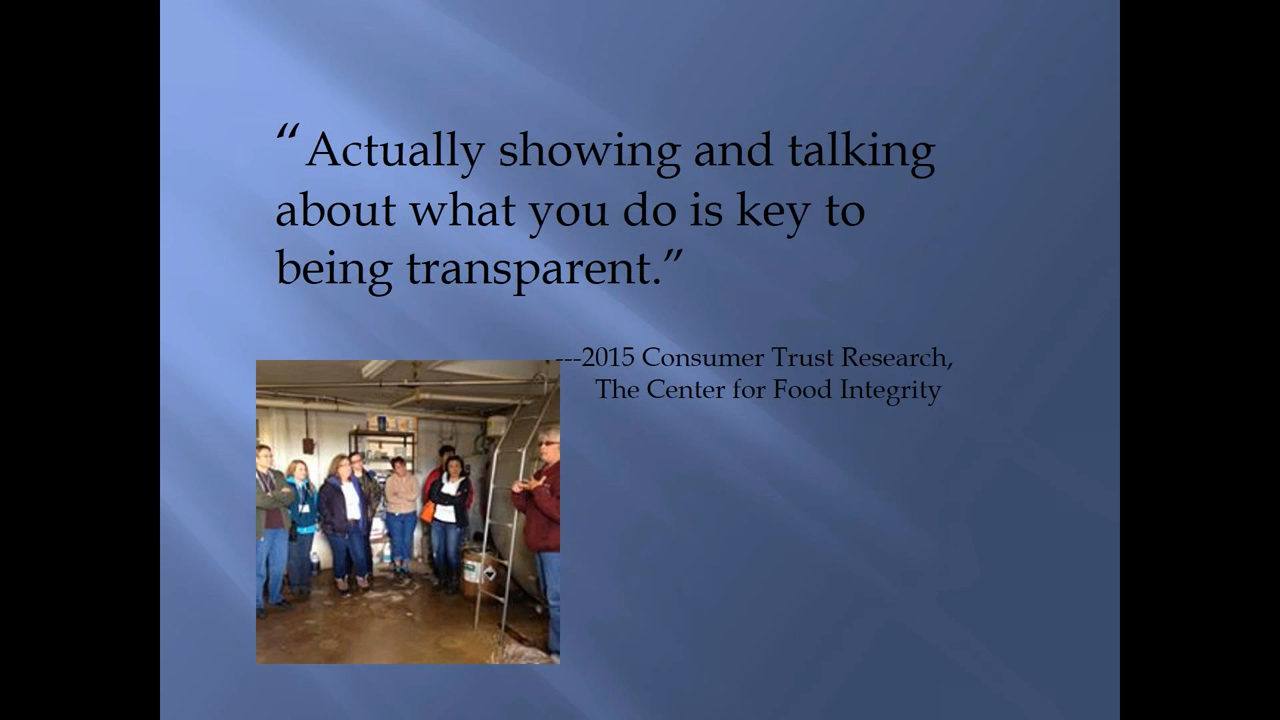 “Actually showing and talking
about what you do is key to
being transparent.”
---2015 Consumer Trust Research,
The Center for Food Integrity